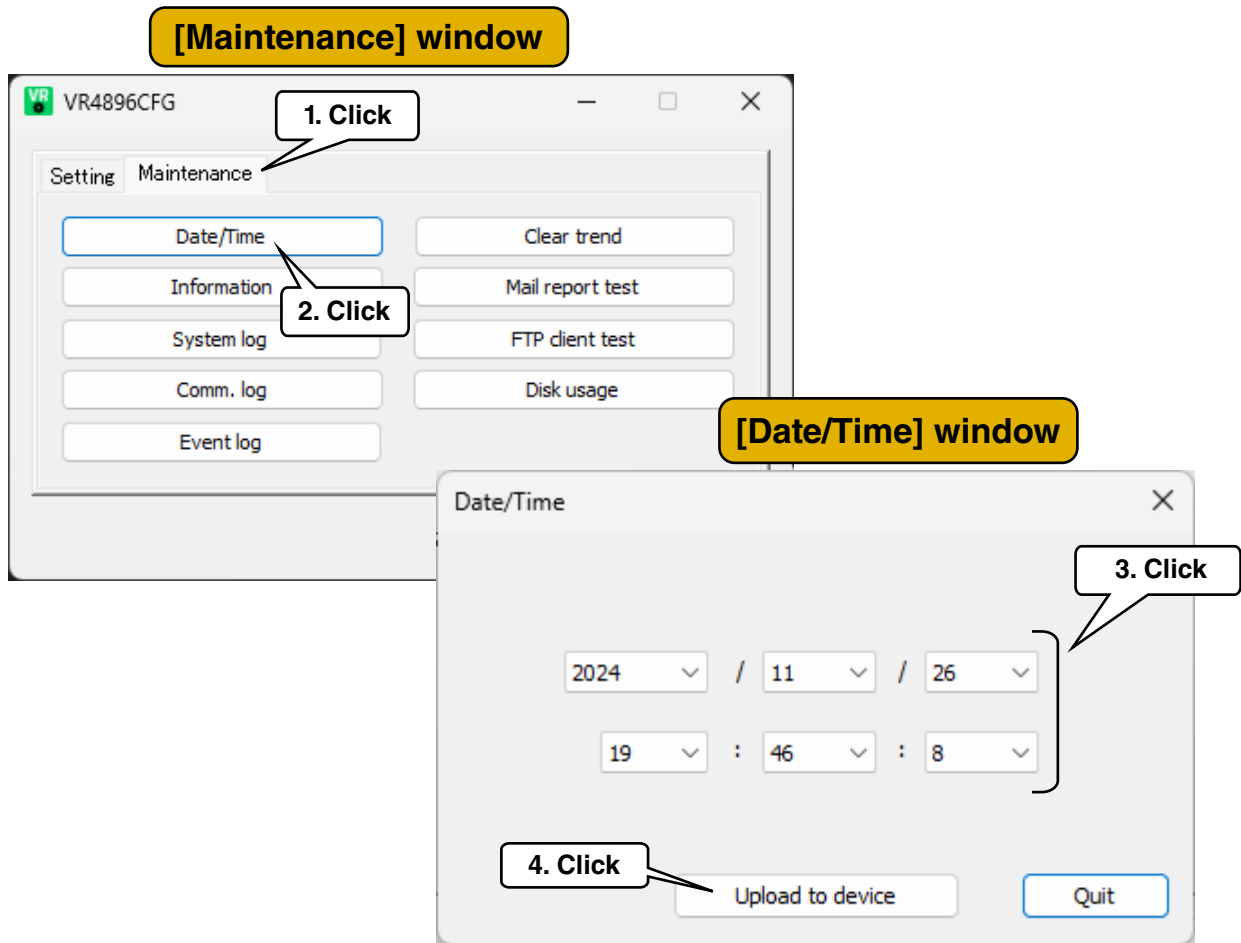 [Maintenance] window
VR VR4896CFG
1. Click
Setting Maintenance
Date/Time Clear trend
Information Mail report test
2. Click
System log FTP client test
Comm. log Disk usage
Event log
[Date/Time] window
Date/Time
3. Click
2024 / 11 / 26
19 : 46 : 8
4. Click
Upload to device Quit